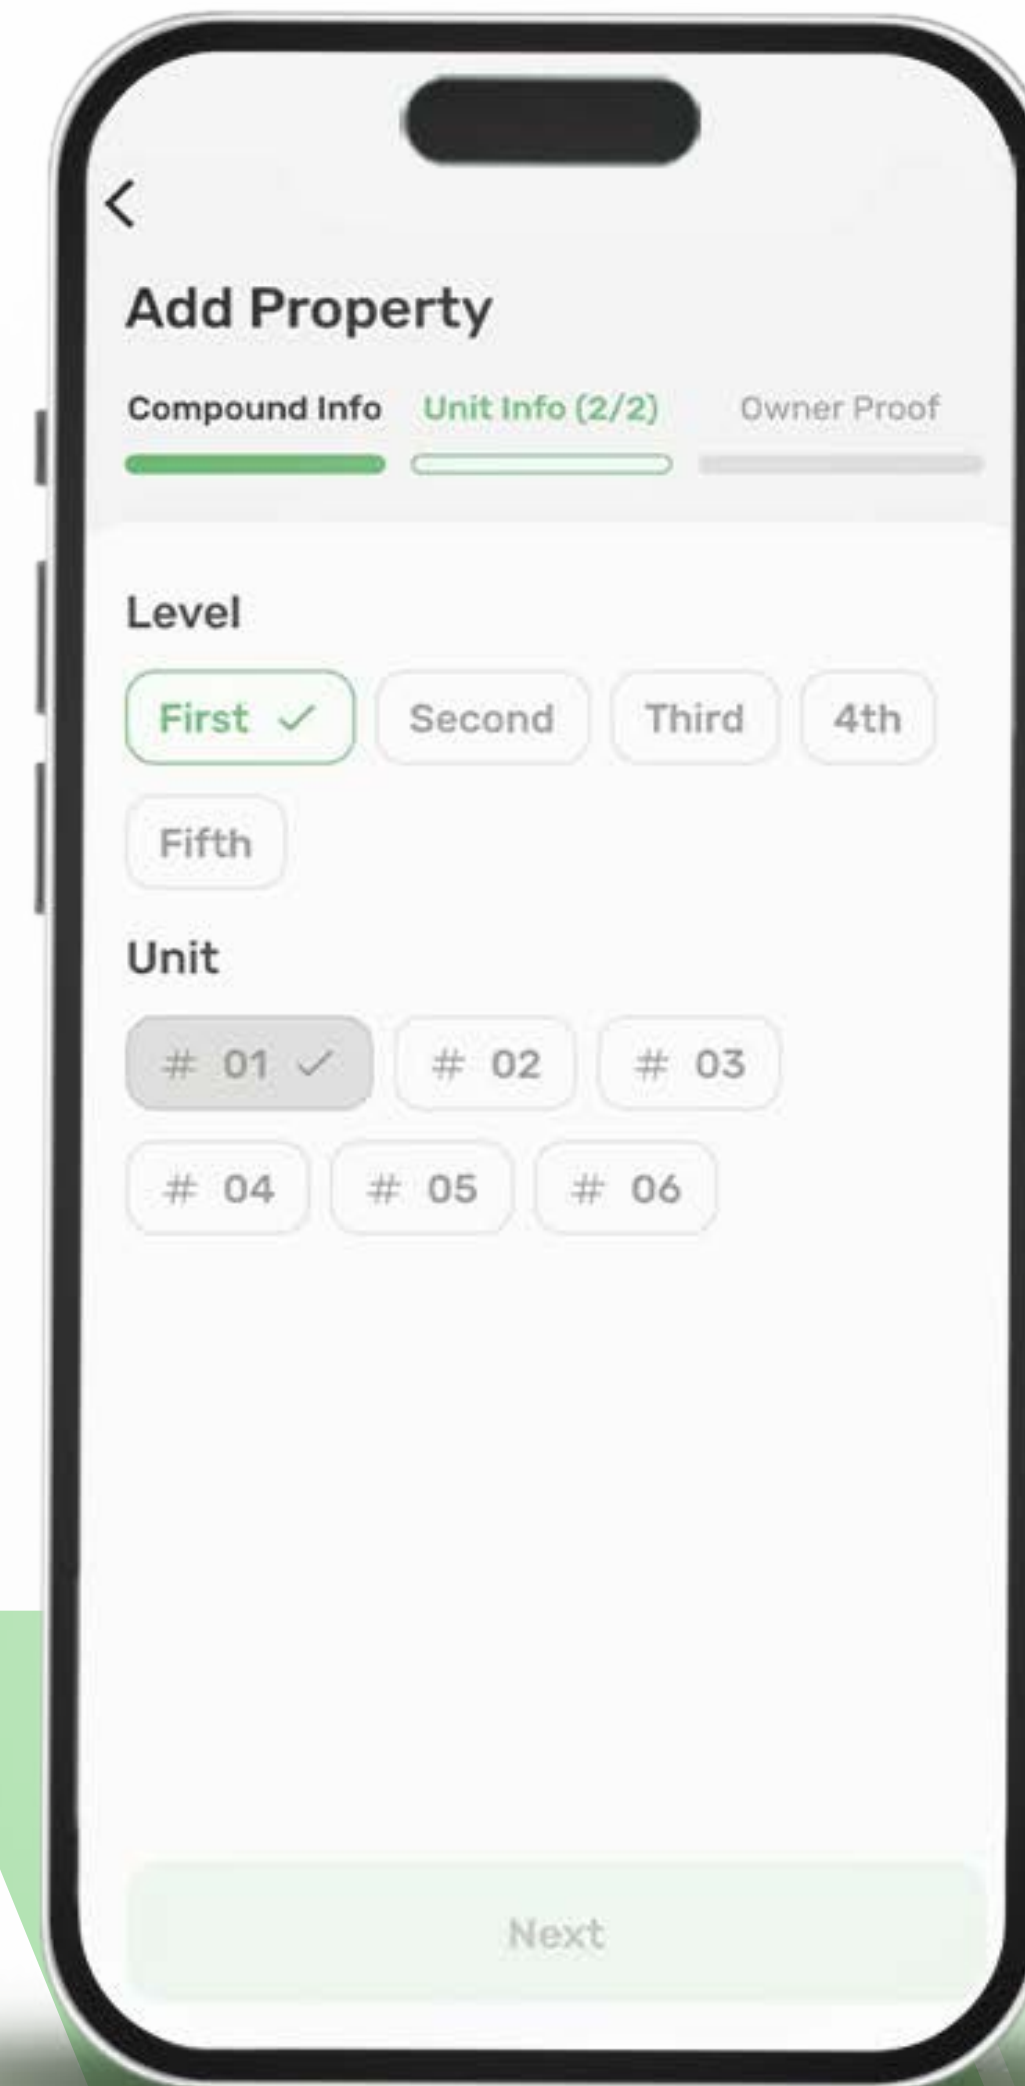 Add Property
Compound Info Unit Info (2/2) Owner Proof
Level
First Second Third 4th
Fifth
Unit
# 01 # 02 # 03
# 04 # 05 # 06
Next